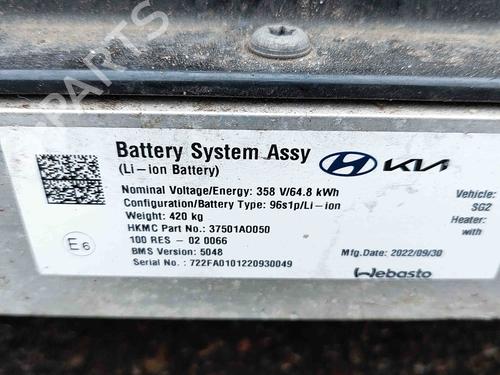 Battery System Assy
(Li-ion Battery)
Nominal Voltage/Energy: 358 V/64.8 kWh
Configuration/Battery Type: 96s1p/Li-ion
Weight: 420 kg
HKMC Part No.: 37501AO050
100 RES - 02 0066
BMS Version: 5048
Serial No.: 722FA0101220930049
E6
KIA
Vehicle:
SG2
Heater:
with
Mfg.Date: 2022/09/30
Webasto